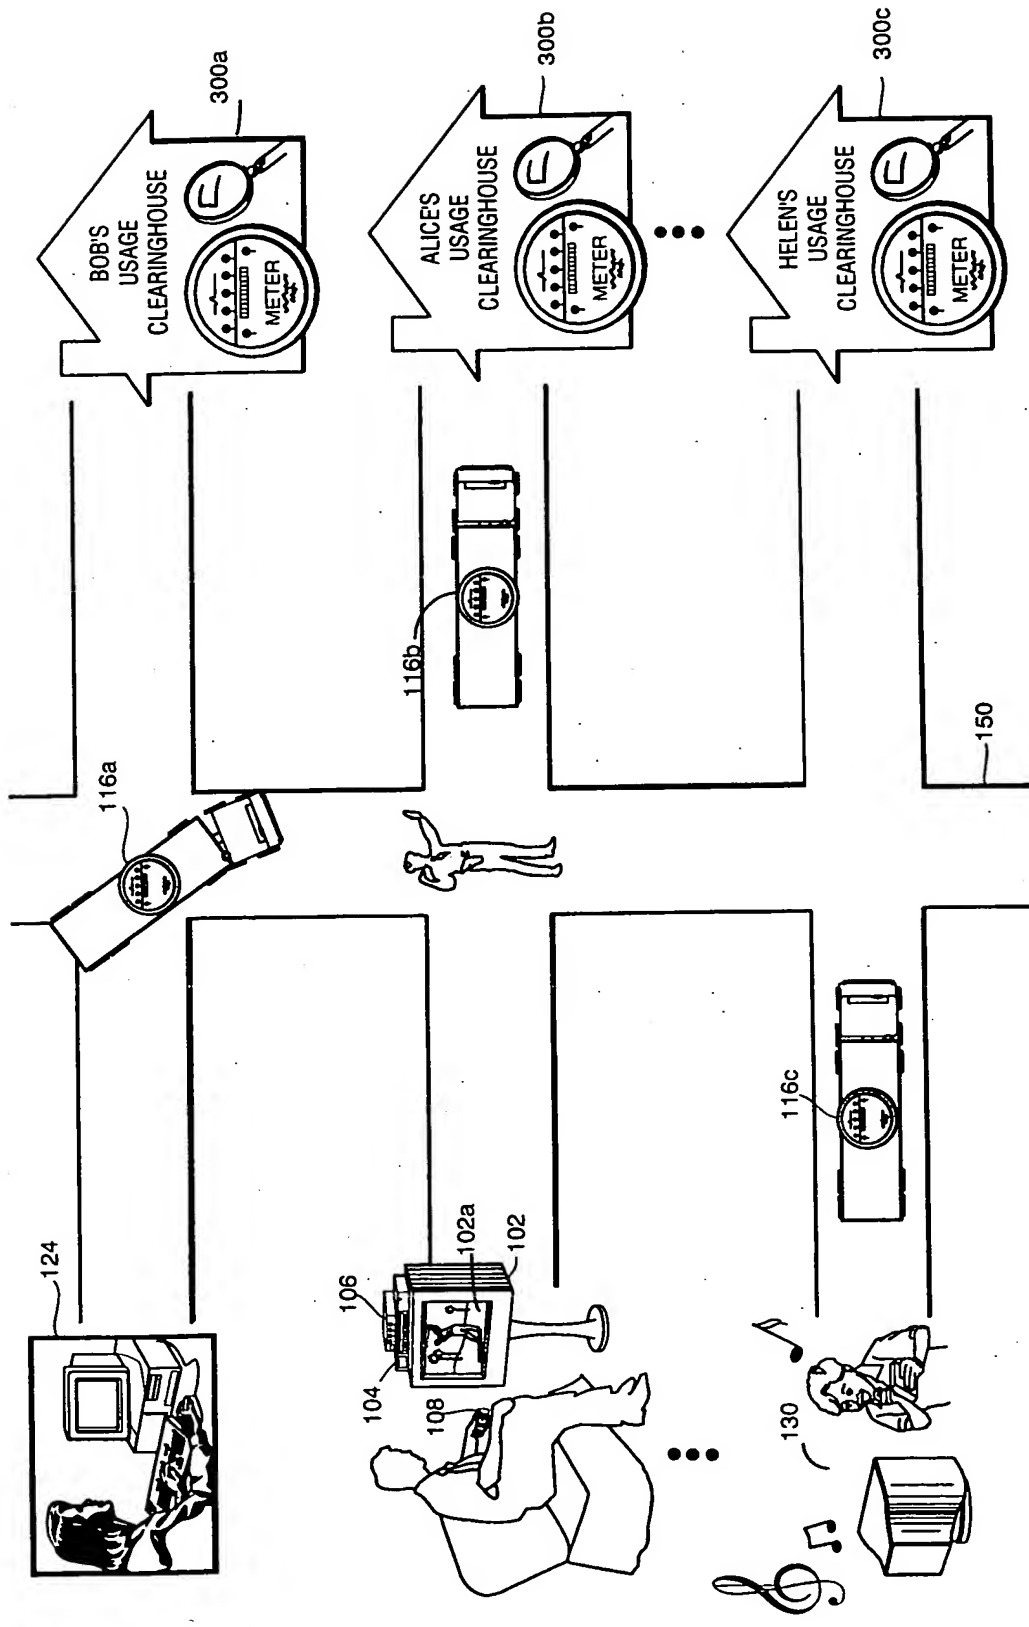 BOB'S
USAGE
CLEARINGHOUSE
METER
300a
ALICE'S
USAGE
CLEARINGHOUSE
METER
300b
HELEN'S
USAGE
CLEARINGHOUSE
METER
300c
116a
116b
150
116c
124
106
104
108
102a
102
130